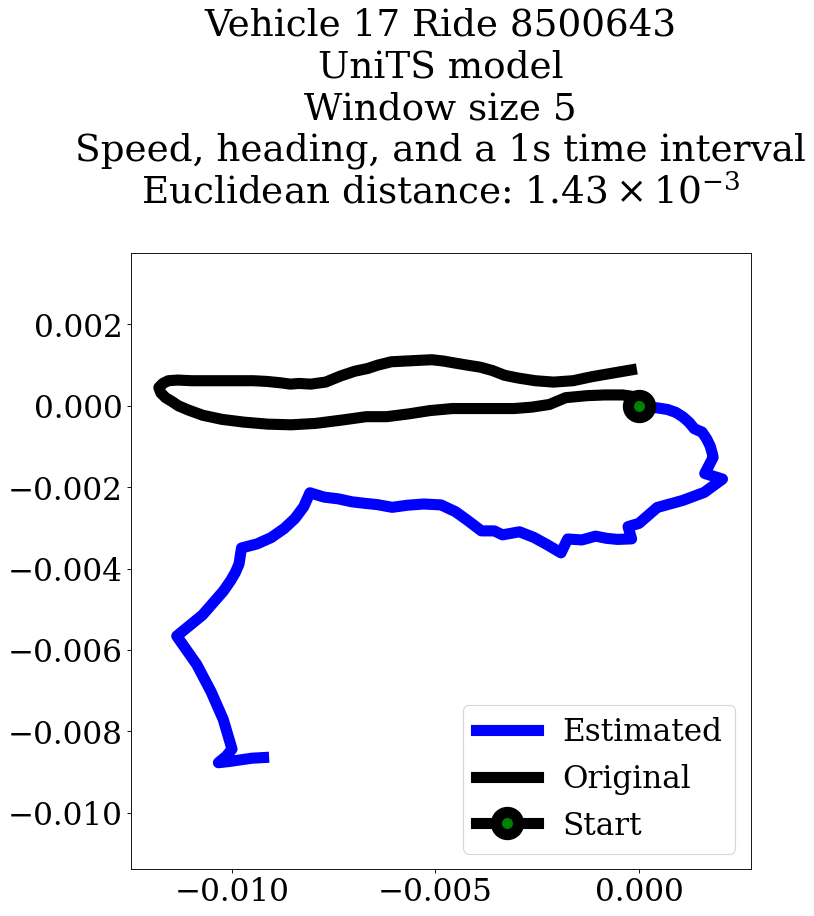 Vehicle 17 Ride 8500643
UniTS model
Window size 5
Speed, heading, and a 1s time interval
Euclidean distance: 1.43 × 10⁻³
0.002
0.000
−0.002
−0.004
−0.006
−0.008
−0.010
Estimated
Original
Start
−0.010 −0.005 0.000